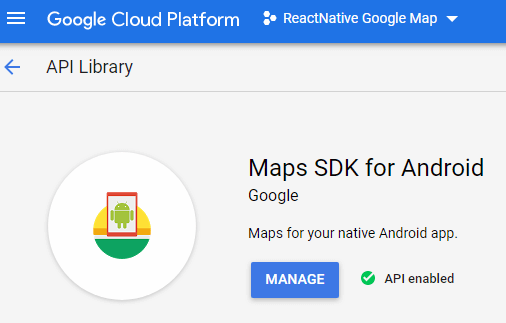 Google Cloud Platform ReactNative Google Map
API Library
Maps SDK for Android
Google
Maps for your native Android app.
MANAGE API enabled